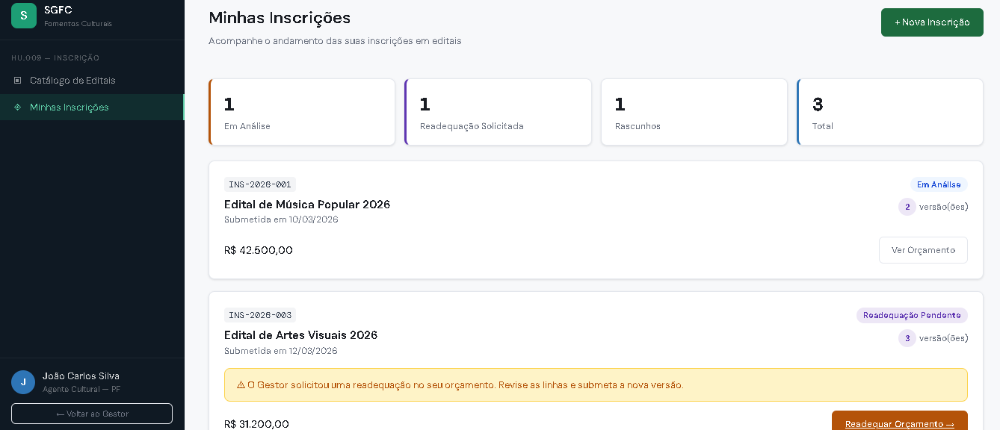 S
SGFC
Fomentos Culturais
HU.009 — INSCRIÇÃO
Catálogo de Editais
Minhas Inscrições
João Carlos Silva
J
Agente Cultural — PF
← Voltar ao Gestor
Minhas Inscrições
Acompanhe o andamento das suas inscrições em editais
+ Nova Inscrição
1
Em Análise
1
Readequação Solicitada
1
Rascunhos
3
Total
INS-2026-001
Em Análise
Edital de Música Popular 2026
2 versão(ões)
Submetida em 10/03/2026
R$ 42.500,00
Ver Orçamento
INS-2026-003
Readequação Pendente
Edital de Artes Visuais 2026
3 versão(ões)
Submetida em 12/03/2026
⚠ O Gestor solicitou uma readequação no seu orçamento. Revise as linhas e submeta a nova versão.
R$ 31.200,00
Readequar Orçamento →